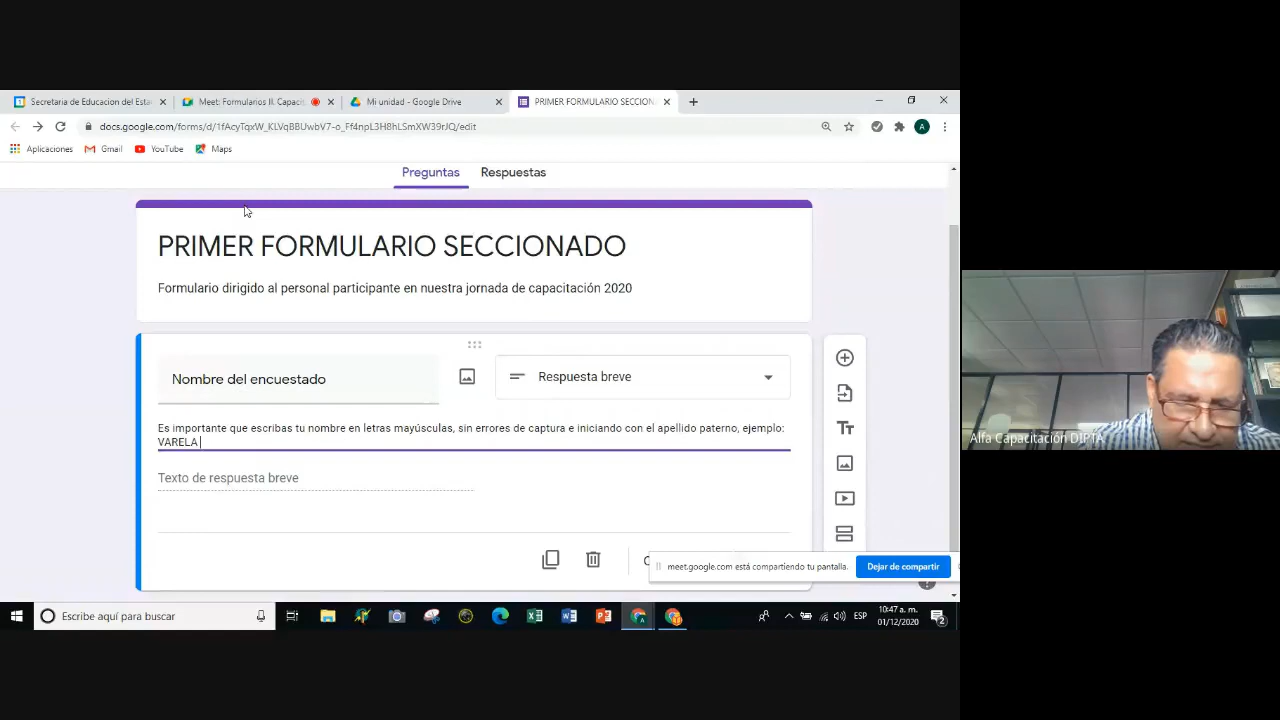 Secretaria de Educacion del Esta
Meet: Formularios II. Capaci
Mi unidad - Google Drive
PRIMER FORMULARIO SECCION
docs.google.com/forms/d/1fAcyTqxW_KLVqBBUwbV7-o_Ff4npL3H8hLSmXW39rJQ/edit
A
Aplicaciones
Gmail
YouTube
Maps
Preguntas
Respuestas
PRIMER FORMULARIO SECCIONADO
Formulario dirigido al personal participante en nuestra jornada de capacitación 2020
Nombre del encuestado
Respuesta breve
Es importante que escribas tu nombre en letras mayúsculas, sin errores de captura e iniciando con el apellido paterno, ejemplo:
VARELA
Texto de respuesta breve
meet.google.com está compartiendo tu pantalla.
Dejar de compartir
Alfa Capacitación DIPTA
Escribe aquí para buscar
ESP
10:47 a. m.
01/12/2020
2